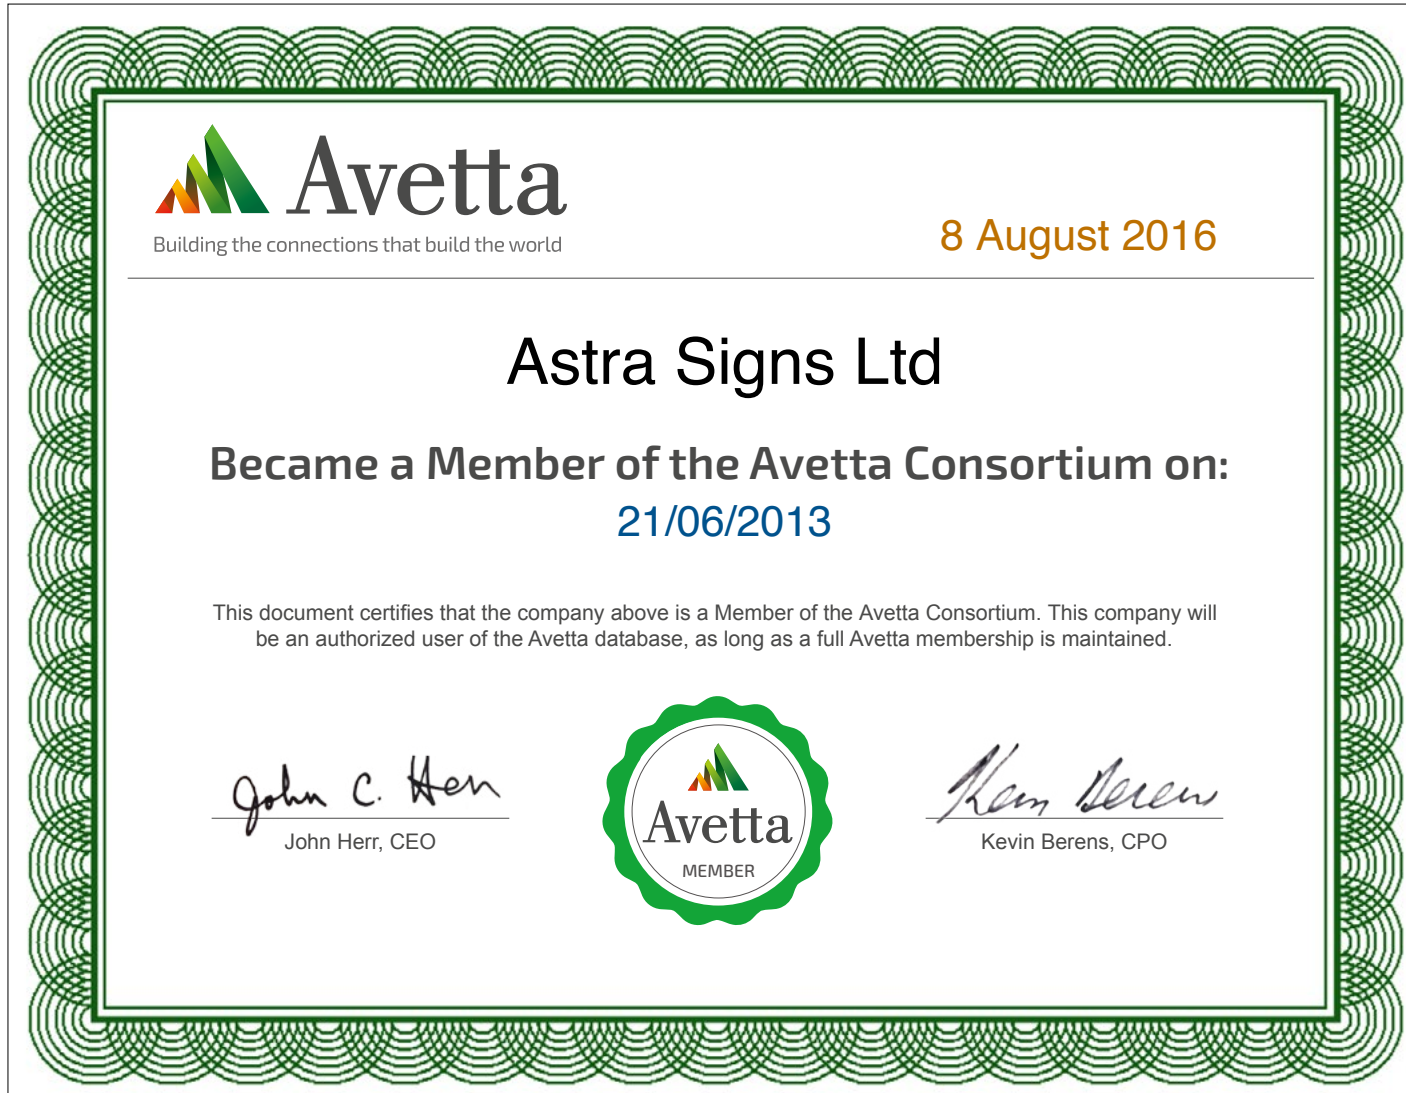 Avetta
Building the connections that build the world
8 August 2016
Astra Signs Ltd
Became a Member of the Avetta Consortium on:
21/06/2013
This document certifies that the company above is a Member of the Avetta Consortium. This company will
be an authorized user of the Avetta database, as long as a full Avetta membership is maintained.
John C. Herr
John Herr, CEO
Avetta
MEMBER
Kevin Berens
Kevin Berens, CPO